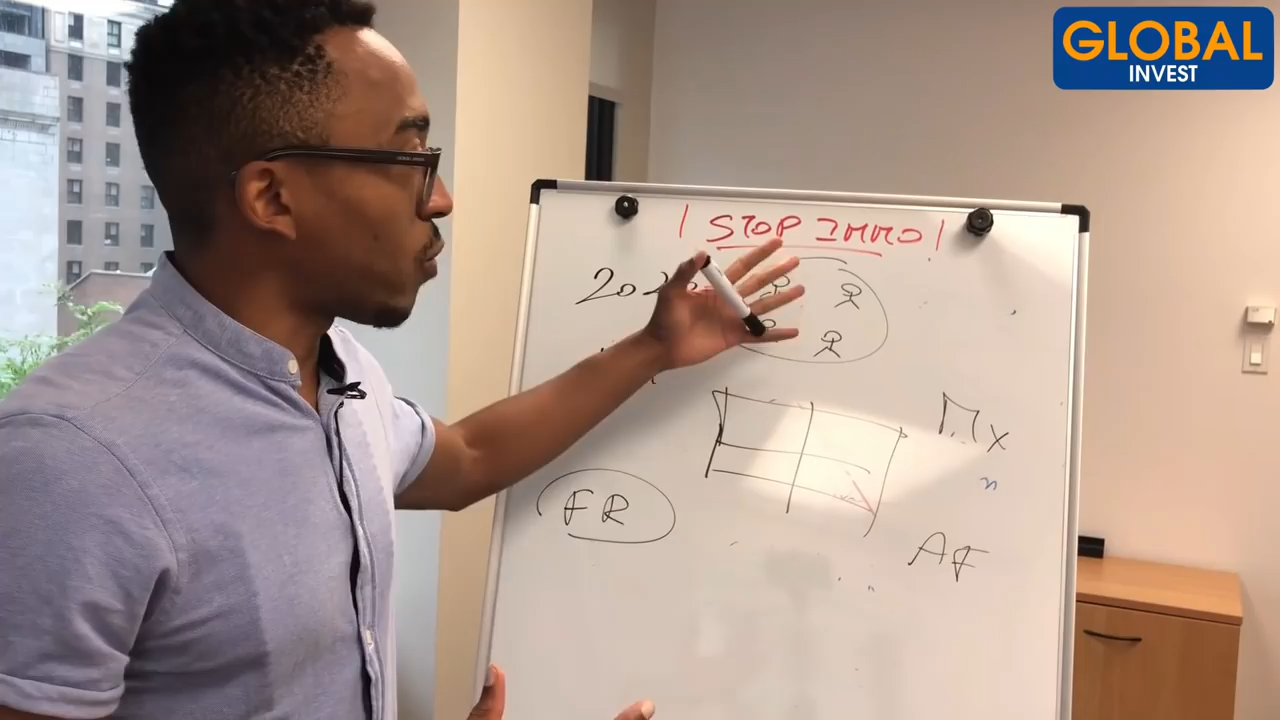 GLOBAL
INVEST
! STOP IMMO !
FR
AF